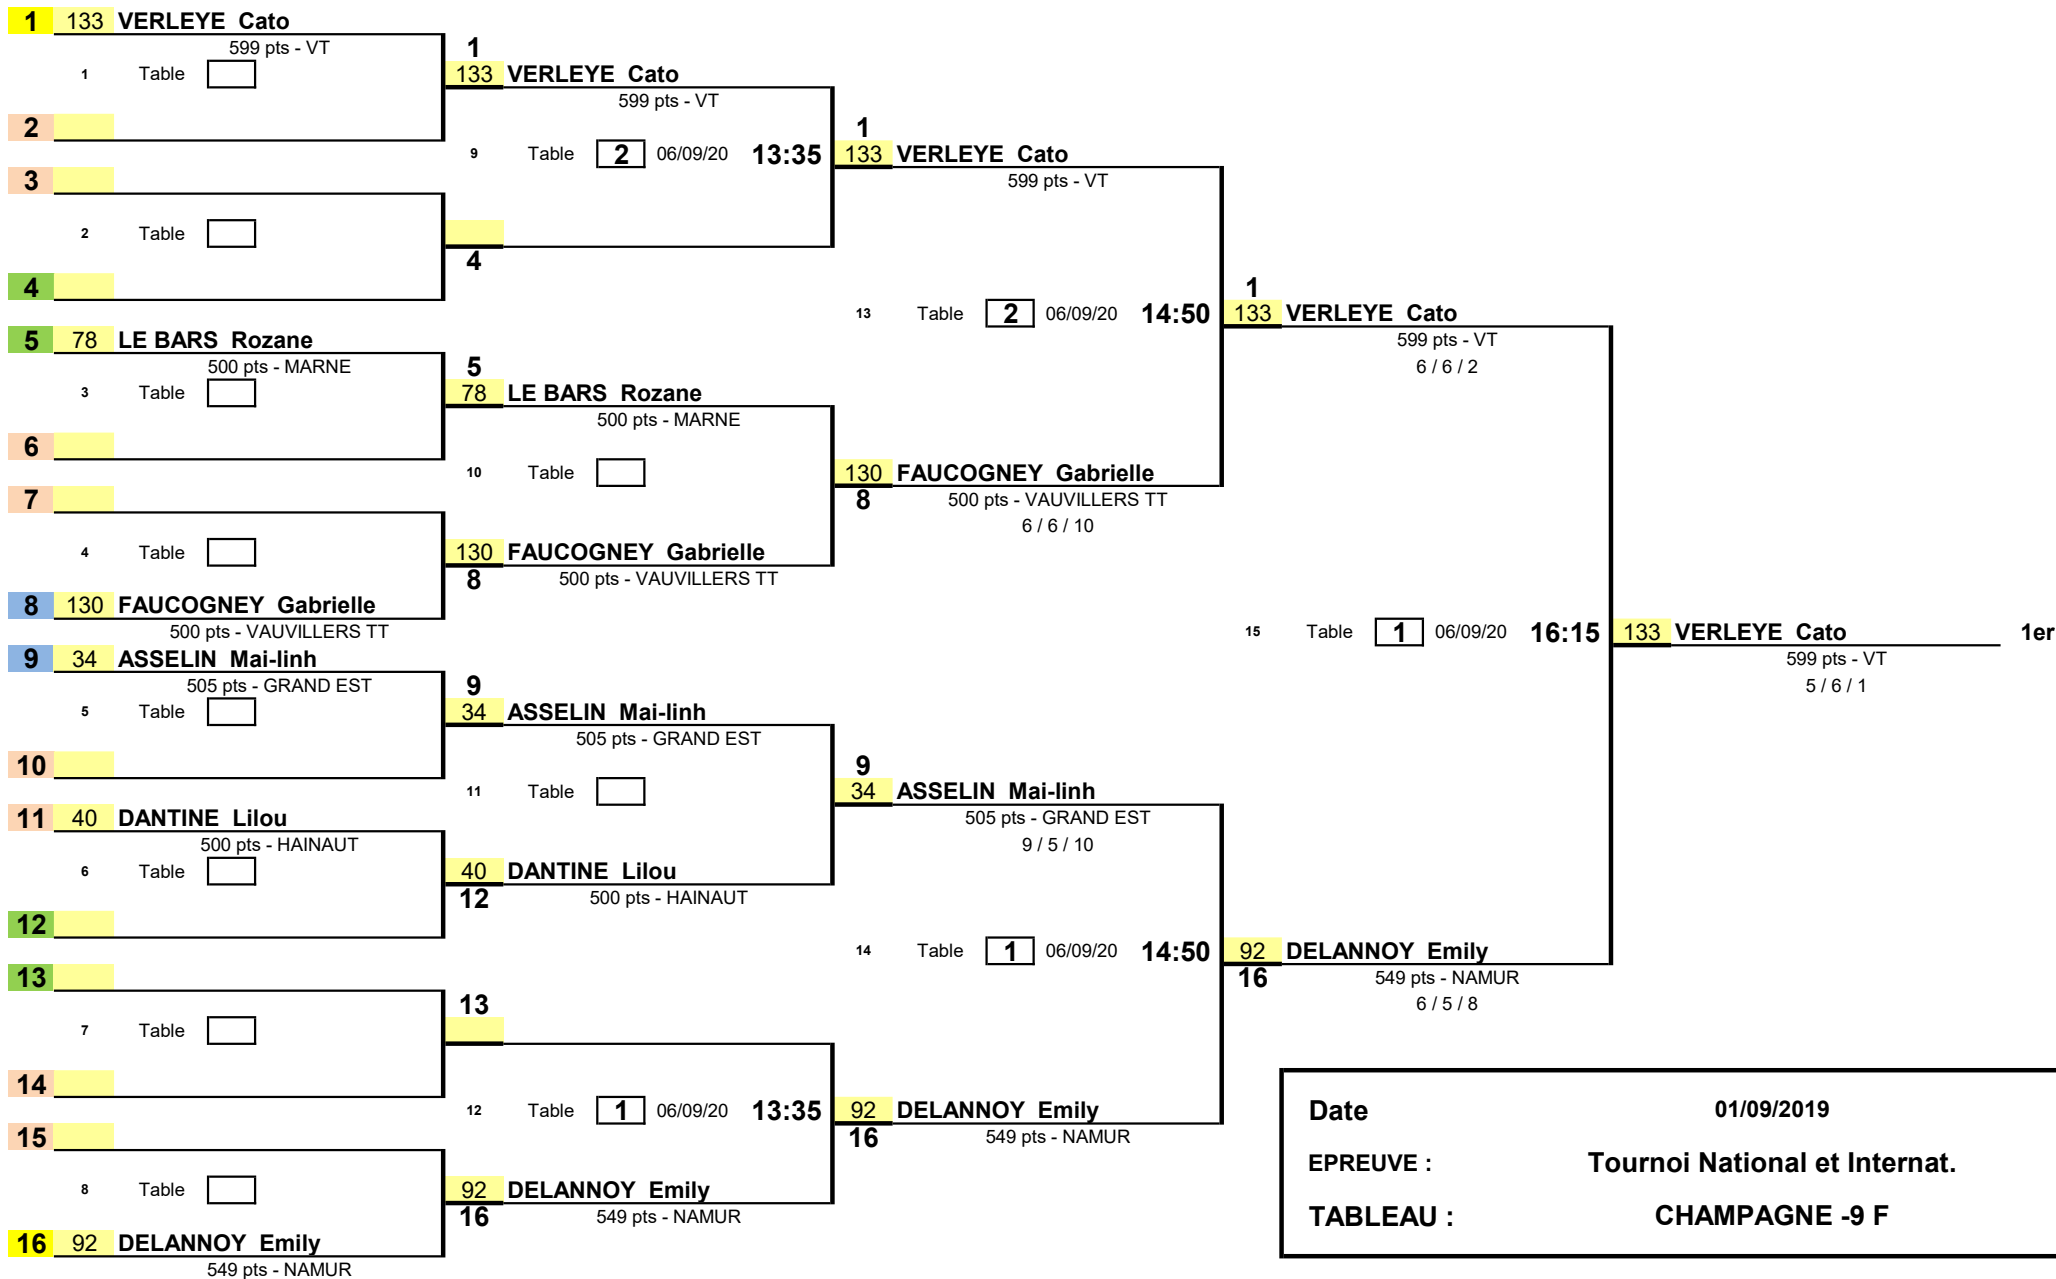 1 133 VERLEYE Cato
599 pts - VT
1 Table
2
3
2 Table
4
5 78 LE BARS Rozane
500 pts - MARNE
3 Table
6
7
4 Table
8 130 FAUCOGNEY Gabrielle
500 pts - VAUVILLERS TT
9 34 ASSELIN Mai-linh
505 pts - GRAND EST
5 Table
10
11 40 DANTINE Lilou
500 pts - HAINAUT
6 Table
12
13
7 Table
14
15
8 Table
16 92 DELANNOY Emily
549 pts - NAMUR
1
133 VERLEYE Cato
599 pts - VT
9 Table 2 06/09/20 13:35
4
5
78 LE BARS Rozane
500 pts - MARNE
10 Table
130 FAUCOGNEY Gabrielle
8 500 pts - VAUVILLERS TT
9
34 ASSELIN Mai-linh
505 pts - GRAND EST
11 Table
40 DANTINE Lilou
12 500 pts - HAINAUT
13
12 Table 1 06/09/20 13:35
92 DELANNOY Emily
16 549 pts - NAMUR
1
133 VERLEYE Cato
599 pts - VT
13 Table 2 06/09/20 14:50
130 FAUCOGNEY Gabrielle
8 500 pts - VAUVILLERS TT
6 / 6 / 10
9
34 ASSELIN Mai-linh
505 pts - GRAND EST
9 / 5 / 10
14 Table 1 06/09/20 14:50
92 DELANNOY Emily
16 549 pts - NAMUR
1
133 VERLEYE Cato
599 pts - VT
6 / 6 / 2
15 Table 1 06/09/20 16:15
92 DELANNOY Emily
16 549 pts - NAMUR
6 / 5 / 8
133 VERLEYE Cato 1er
599 pts - VT
5 / 6 / 1
Date 01/09/2019
EPREUVE : Tournoi National et Internat.
TABLEAU : CHAMPAGNE -9 F